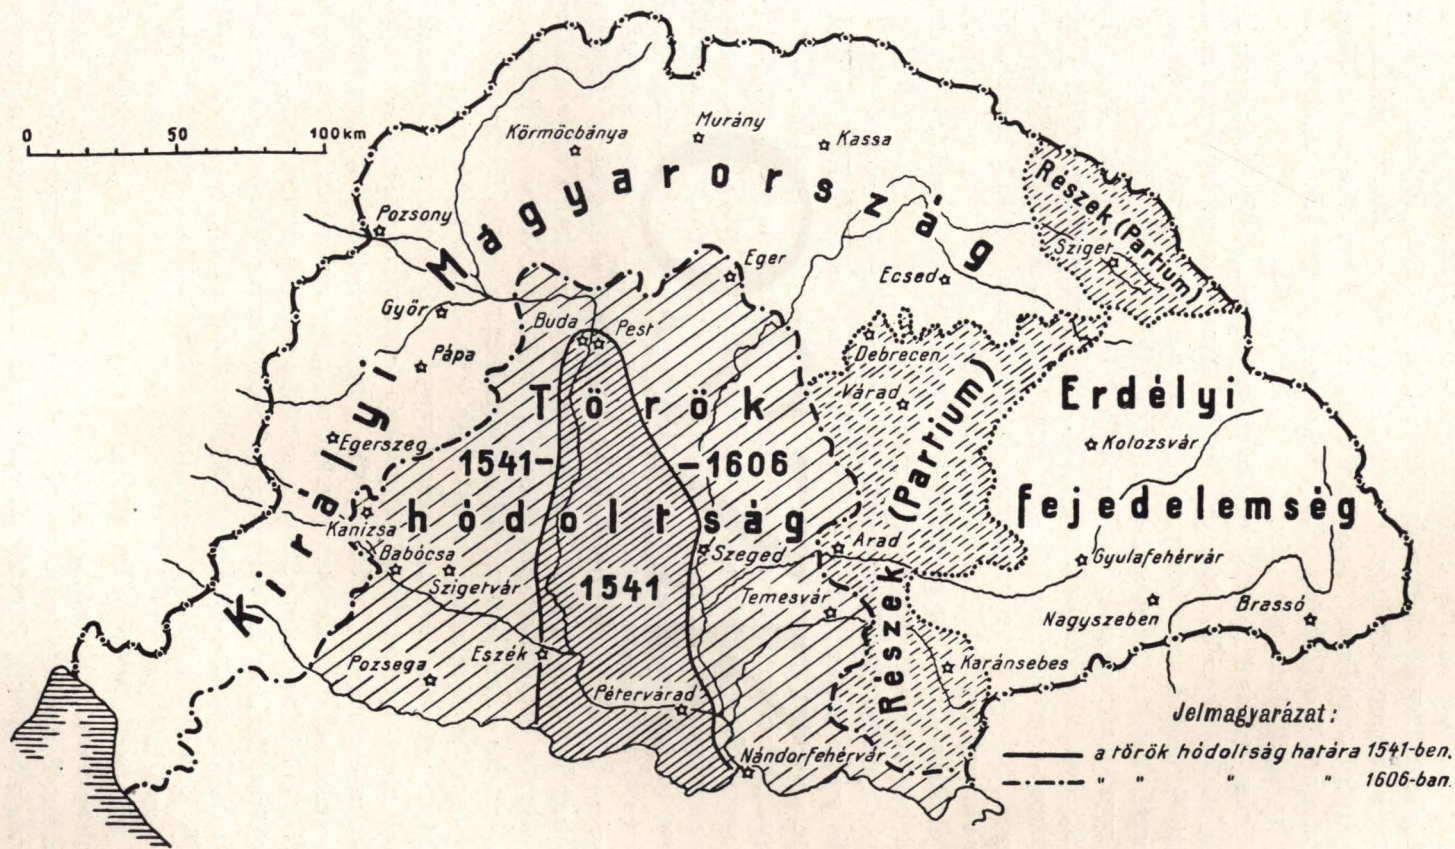 0 50 100 km
Körmöcbánya
Murány
Kassa
Királyi Magyarország
Pozsony
Győr
Pápa
Egerszeg
Kanizsa
Babócsa
Szigetvár
Pozsega
Eszék
Pétervárad
Nándorfehérvár
Buda
Pest
Eger
Ecsed
Sziget
Részek (Partium)
Debrecen
Várad
Részek (Partium)
Török
1541- -1606
hódoltság
1541
Szeged
Arad
Temesvár
Karánsebes
Erdélyi
Kolozsvár
fejedelemség
Gyulafehérvár
Nagyszeben
Brassó
Jelmagyarázat:
a török hódoltság határa 1541-ben.
" " " " 1606-ban.